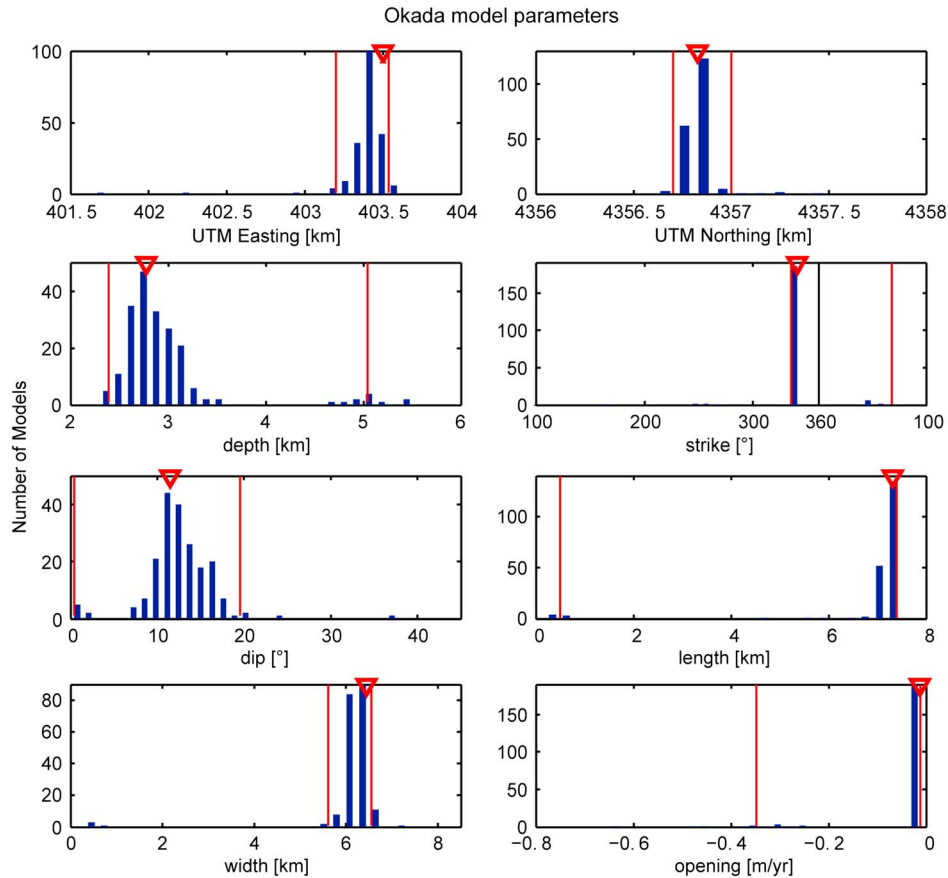 Okada model parameters
100
50
0
401. 5 402 402. 5 403 403. 5 404
UTM Easting [km]
100
50
0
4356 4356. 5 4357 4357. 5 4358
UTM Northing [km]
Number of Models
40
20
0
2 3 4 5 6
depth [km]
150
100
50
0
100 200 300 360 100
strike [°]
40
20
0
0 10 20 30 40
dip [°]
100
50
0
0 2 4 6 8
length [km]
80
60
40
20
0
0 2 4 6 8
width [km]
150
100
50
0
−0. 8 −0. 6 −0. 4 −0. 2 0
opening [m/yr]